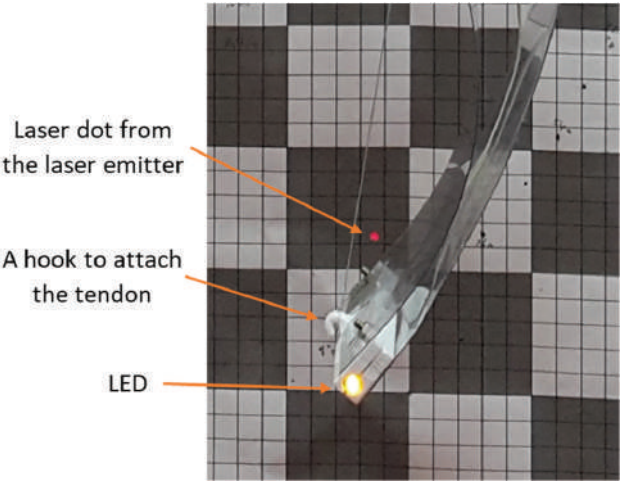 Laser dot from
the laser emitter
A hook to attach
the tendon
LED